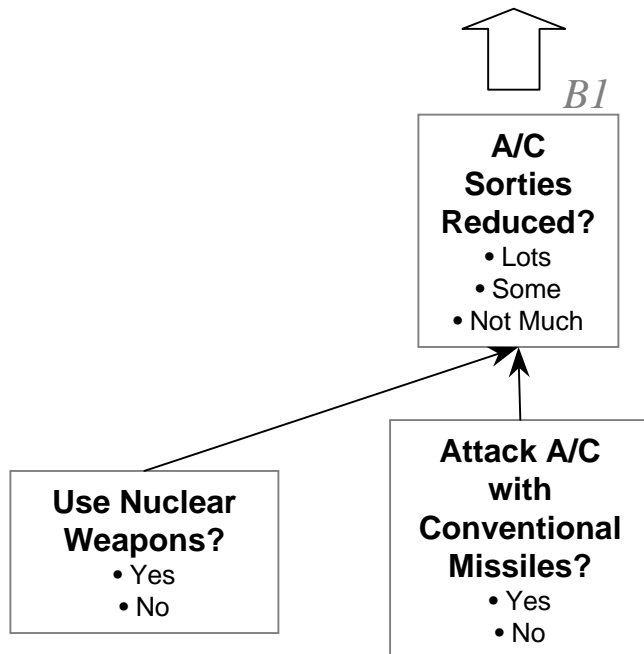 B1
A/C
Sorties
Reduced?
• Lots
• Some
• Not Much
Use Nuclear
Weapons?
• Yes
• No
Attack A/C
with
Conventional
Missiles?
• Yes
• No